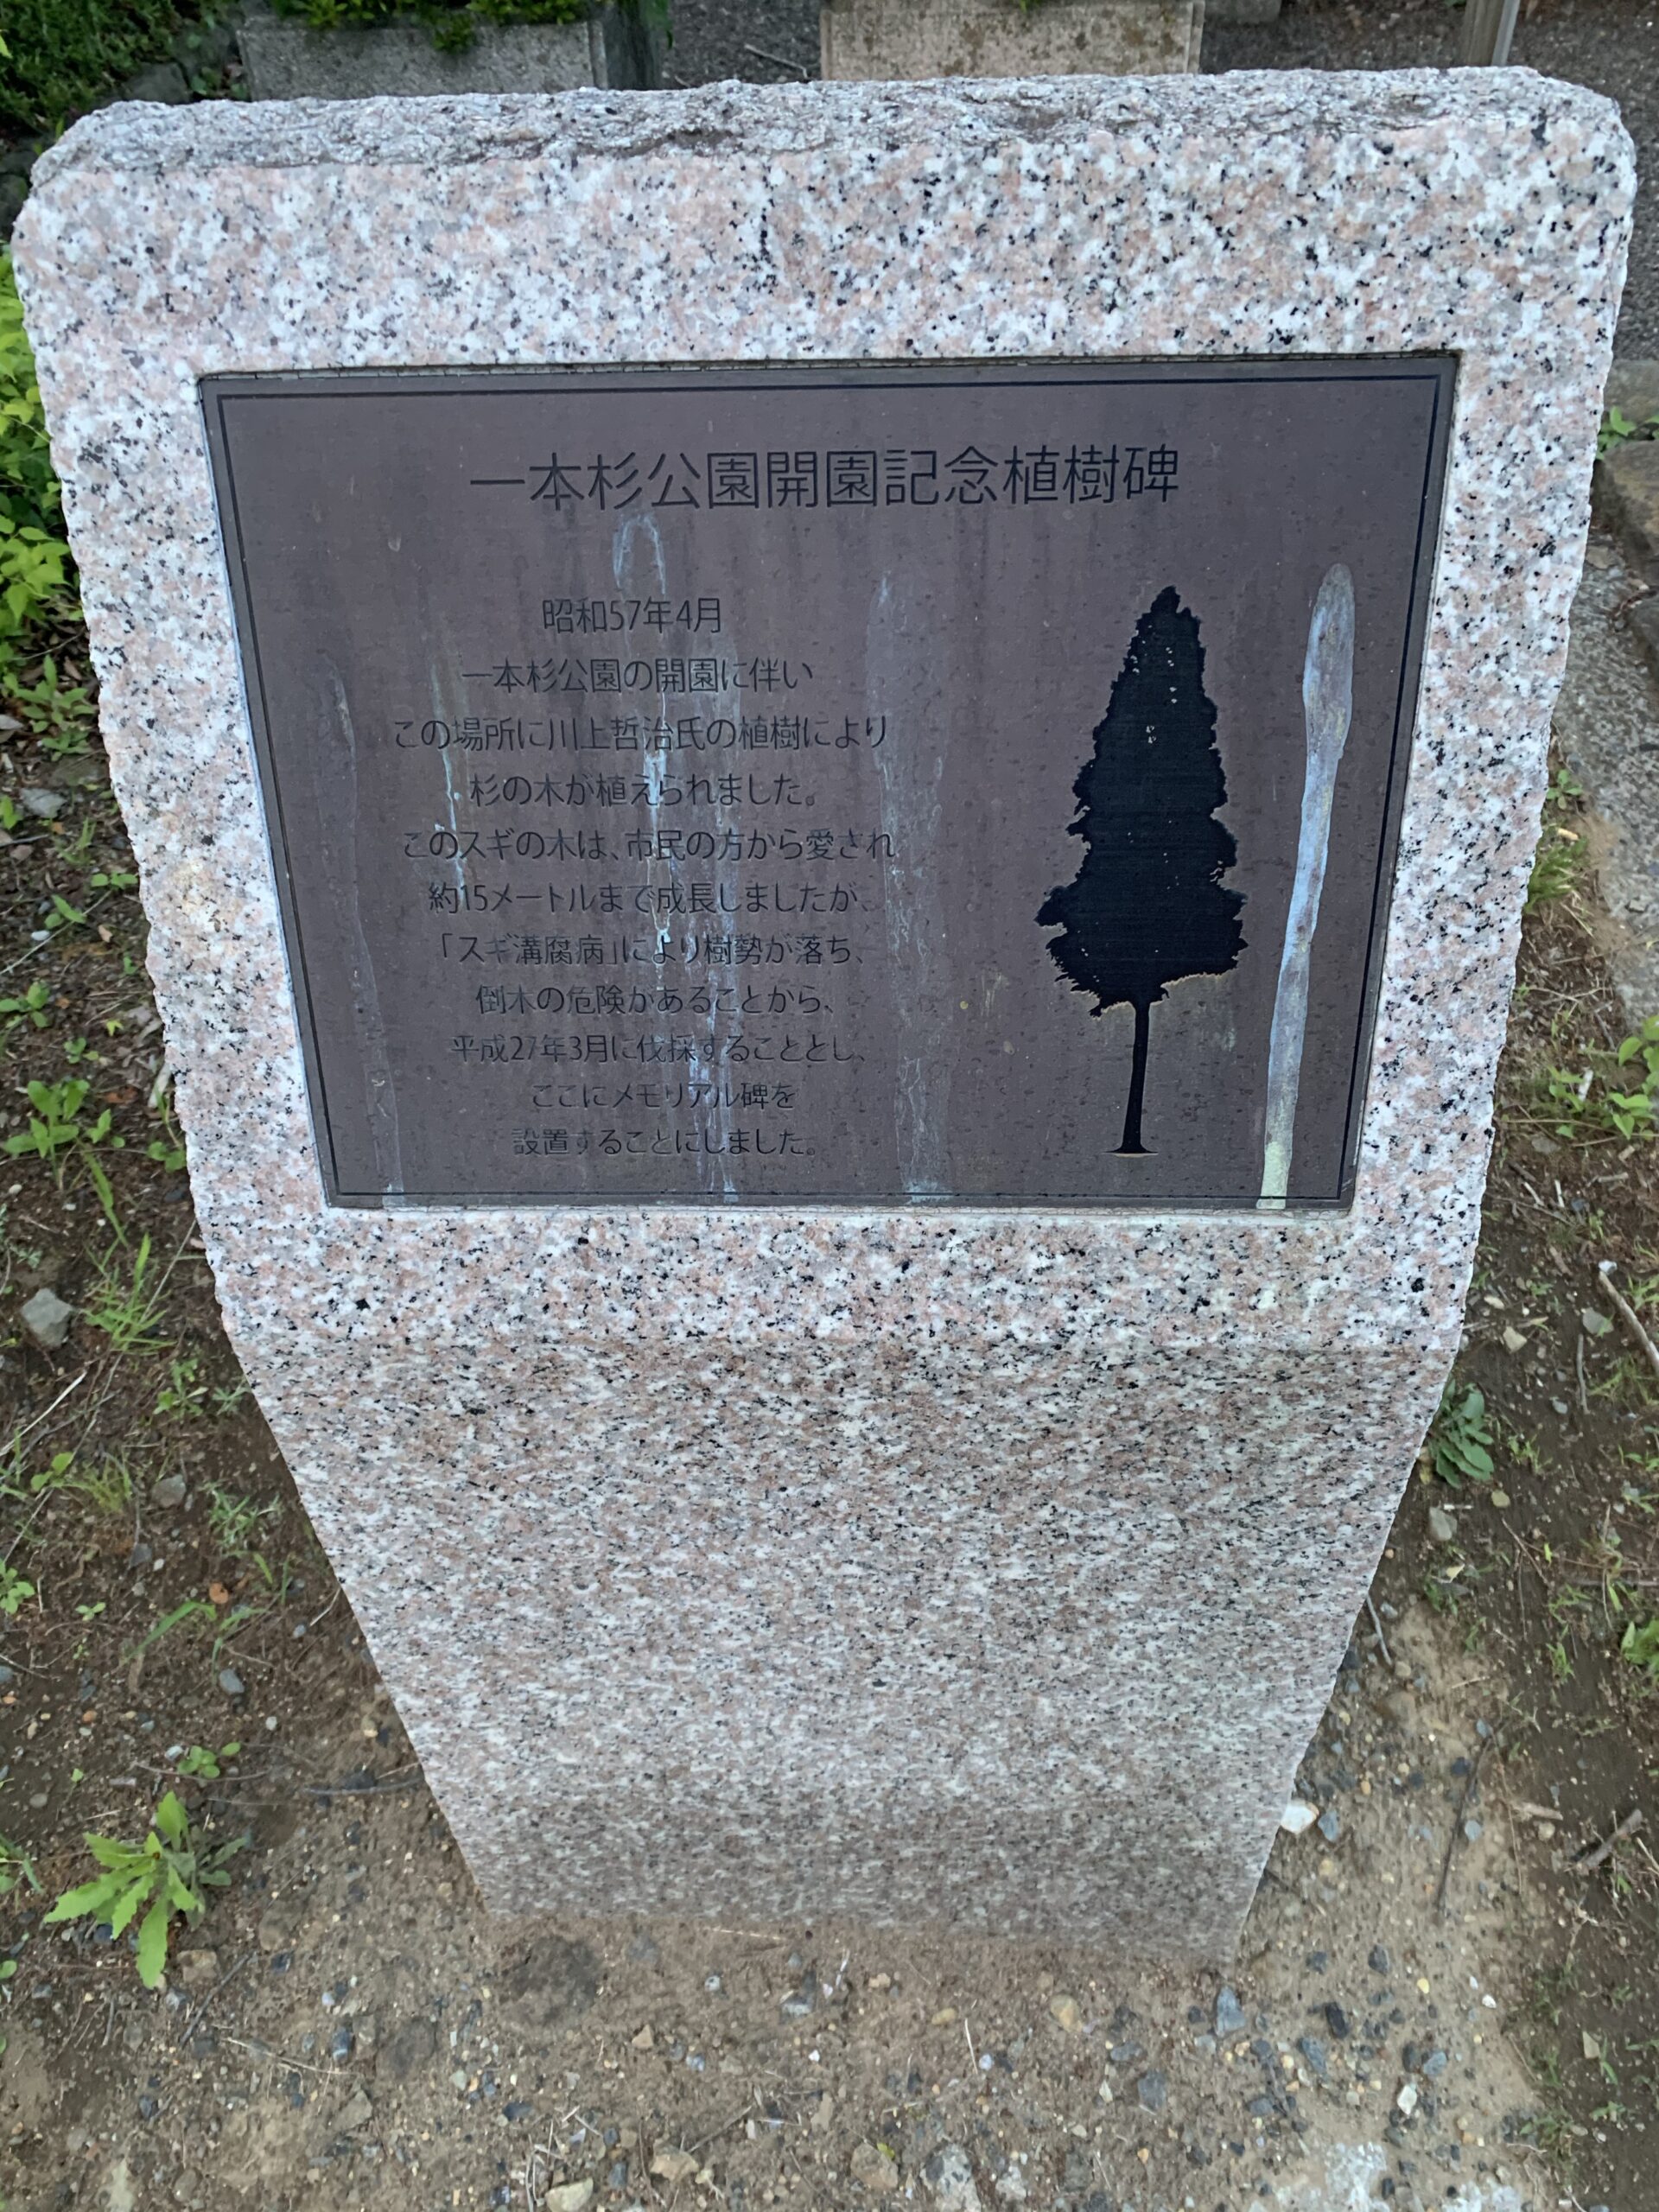 一本杉公園開園記念植樹碑
昭和57年4月
一本杉公園の開園に伴い
この場所に川上哲治氏の植樹により
杉の木が植えられました。
このスギの木は、市民の方から愛され
約15メートルまで成長しましたが、
「スギ溝腐病」により樹勢が落ち、
倒木の危険があることから、
平成27年3月に伐採することとし、
ここにメモリアル碑を
設置することにしました。